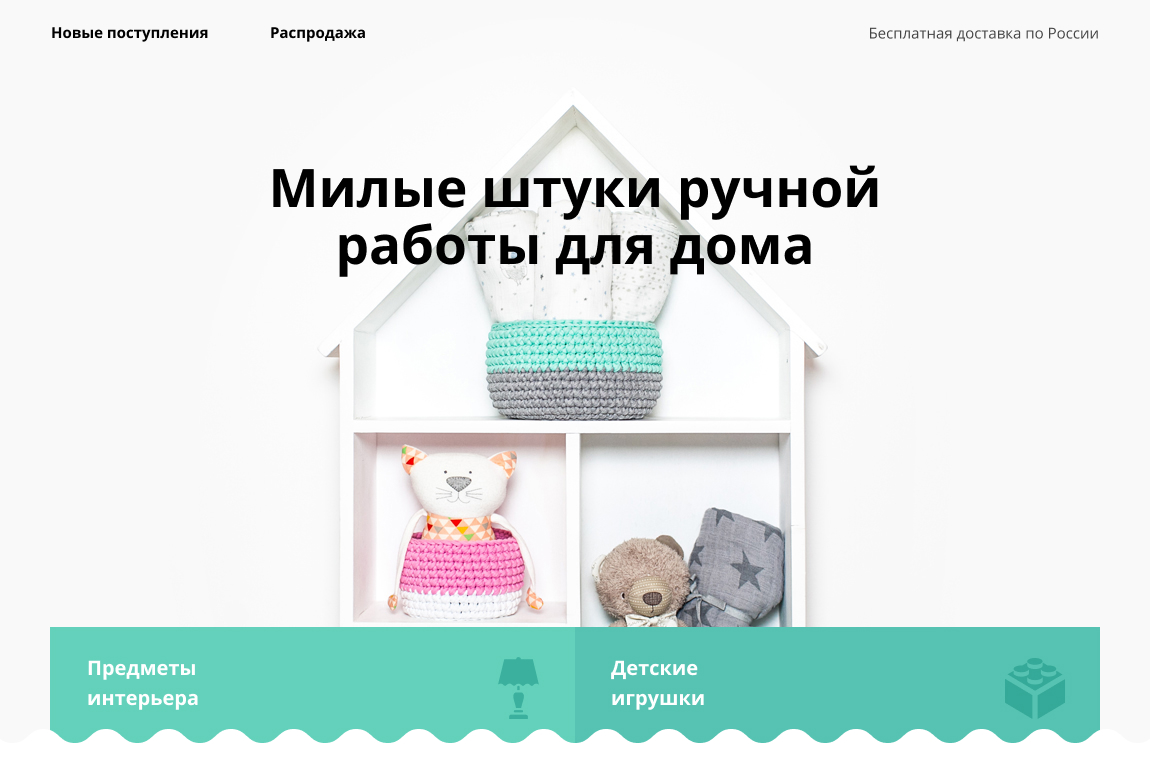 Новые поступления
Распродажа
Бесплатная доставка по России
Милые штуки ручной
работы для дома
Предметы
интерьера
Детские
игрушки